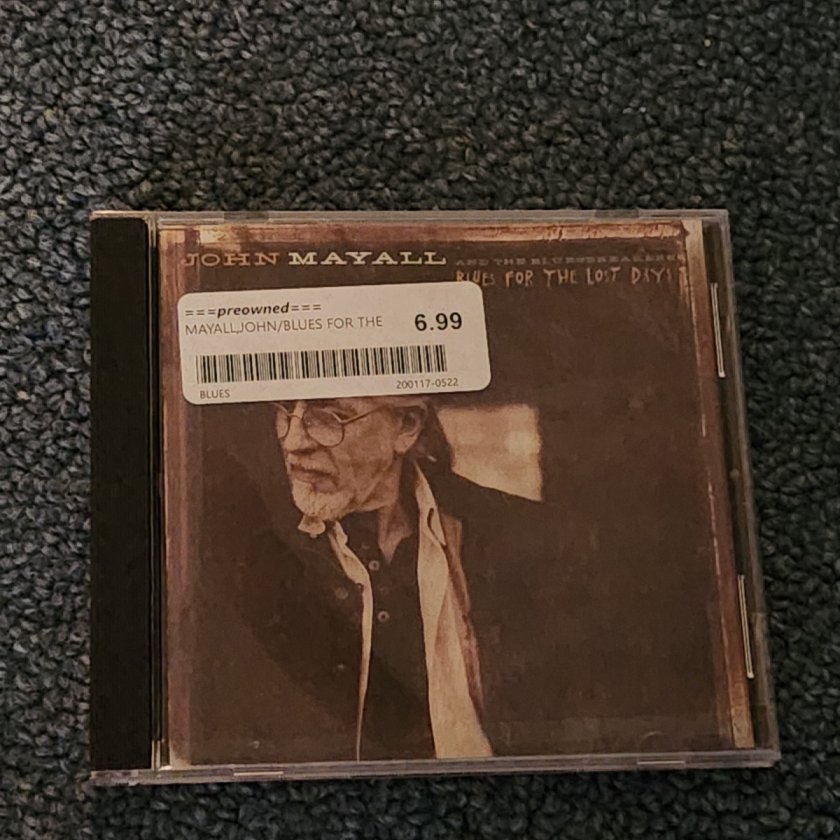 JOHN MAYALL AND THE BLUESBREAKERS
BLUES FOR THE LOST DAYS
===preowned===
MAYALL,JOHN/BLUES FOR THE 6.99
BLUES 200117-0522